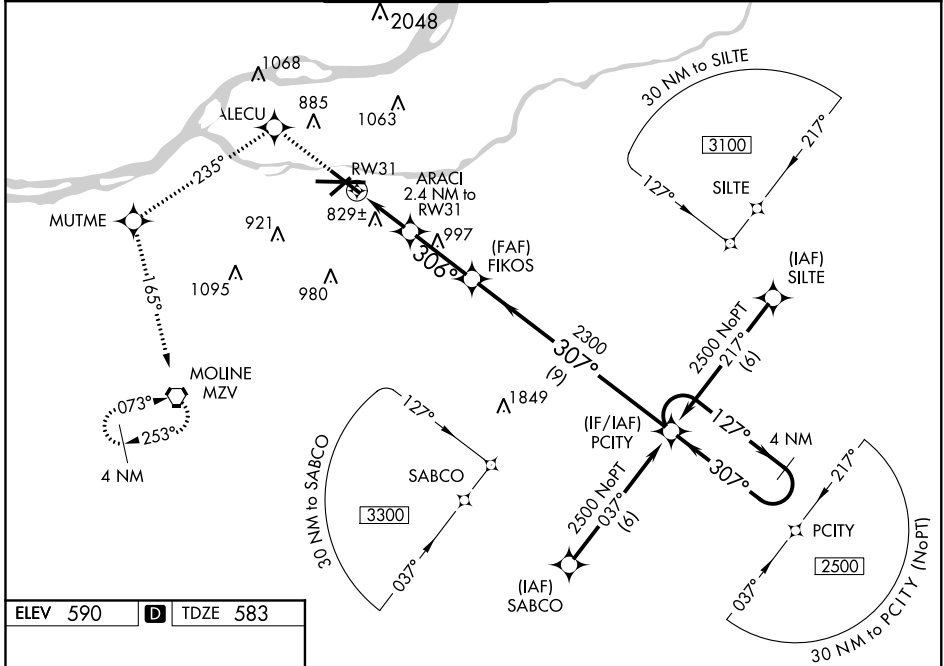 2048
1068
30 NM to SILTE
885
1063
3100
217°
127°
SILTE
235°
RW31
ARACI
2.4 NM to
RW31
829±
997
MUTME
921
(FAF)
FIKOS
306°
1095
980
165°
(IAF)
SILTE
2300
307°
(9)
2500 NoPT
217°
(6)
MOLINE
MZV
073°
253°
4 NM
1849
(IF/IAF)
PCITY
127°
4 NM
307°
30 NM to SABCO
127°
SABCO
3300
037°
2500 NoPT
037°
(6)
(IAF)
SABCO
217°
PCITY
2500
037°
30 NM to PCITY (NoPT)
ELEV 590 D TDZE 583